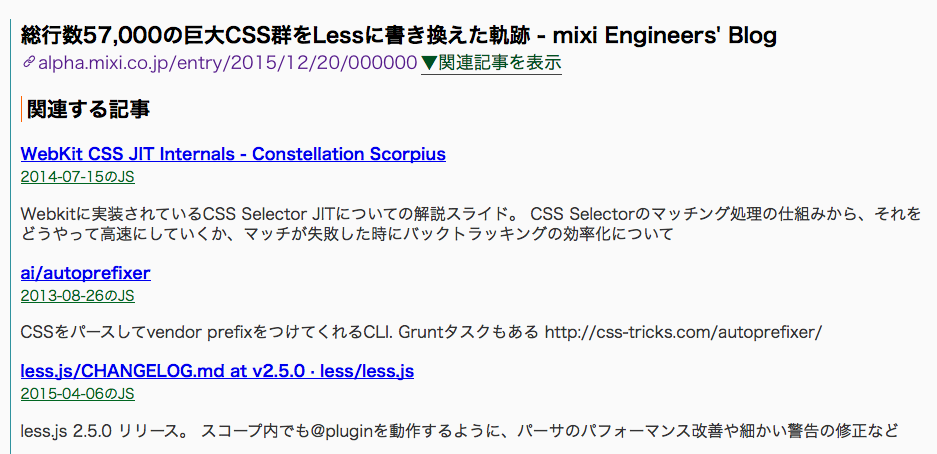 総行数57,000の巨大CSS群をLessに書き換えた軌跡 - mixi Engineers' Blog
alpha.mixi.co.jp/entry/2015/12/20/000000 ▼関連記事を表示
関連する記事
WebKit CSS JIT Internals - Constellation Scorpius
2014-07-15のJS
Webkitに実装されているCSS Selector JITについての解説スライド。 CSS Selectorのマッチング処理の仕組みから、それを
どうやって高速にしていくか、マッチが失敗した時にバックトラッキングの効率化について
ai/autoprefixer
2013-08-26のJS
CSSをパースしてvendor prefixをつけてくれるCLI. Gruntタスクもある http://css-tricks.com/autoprefixer/
less.js/CHANGELOG.md at v2.5.0 · less/less.js
2015-04-06のJS
less.js 2.5.0 リリース。 スコープ内でも@pluginを動作するように、パーサのパフォーマンス改善や細かい警告の修正など